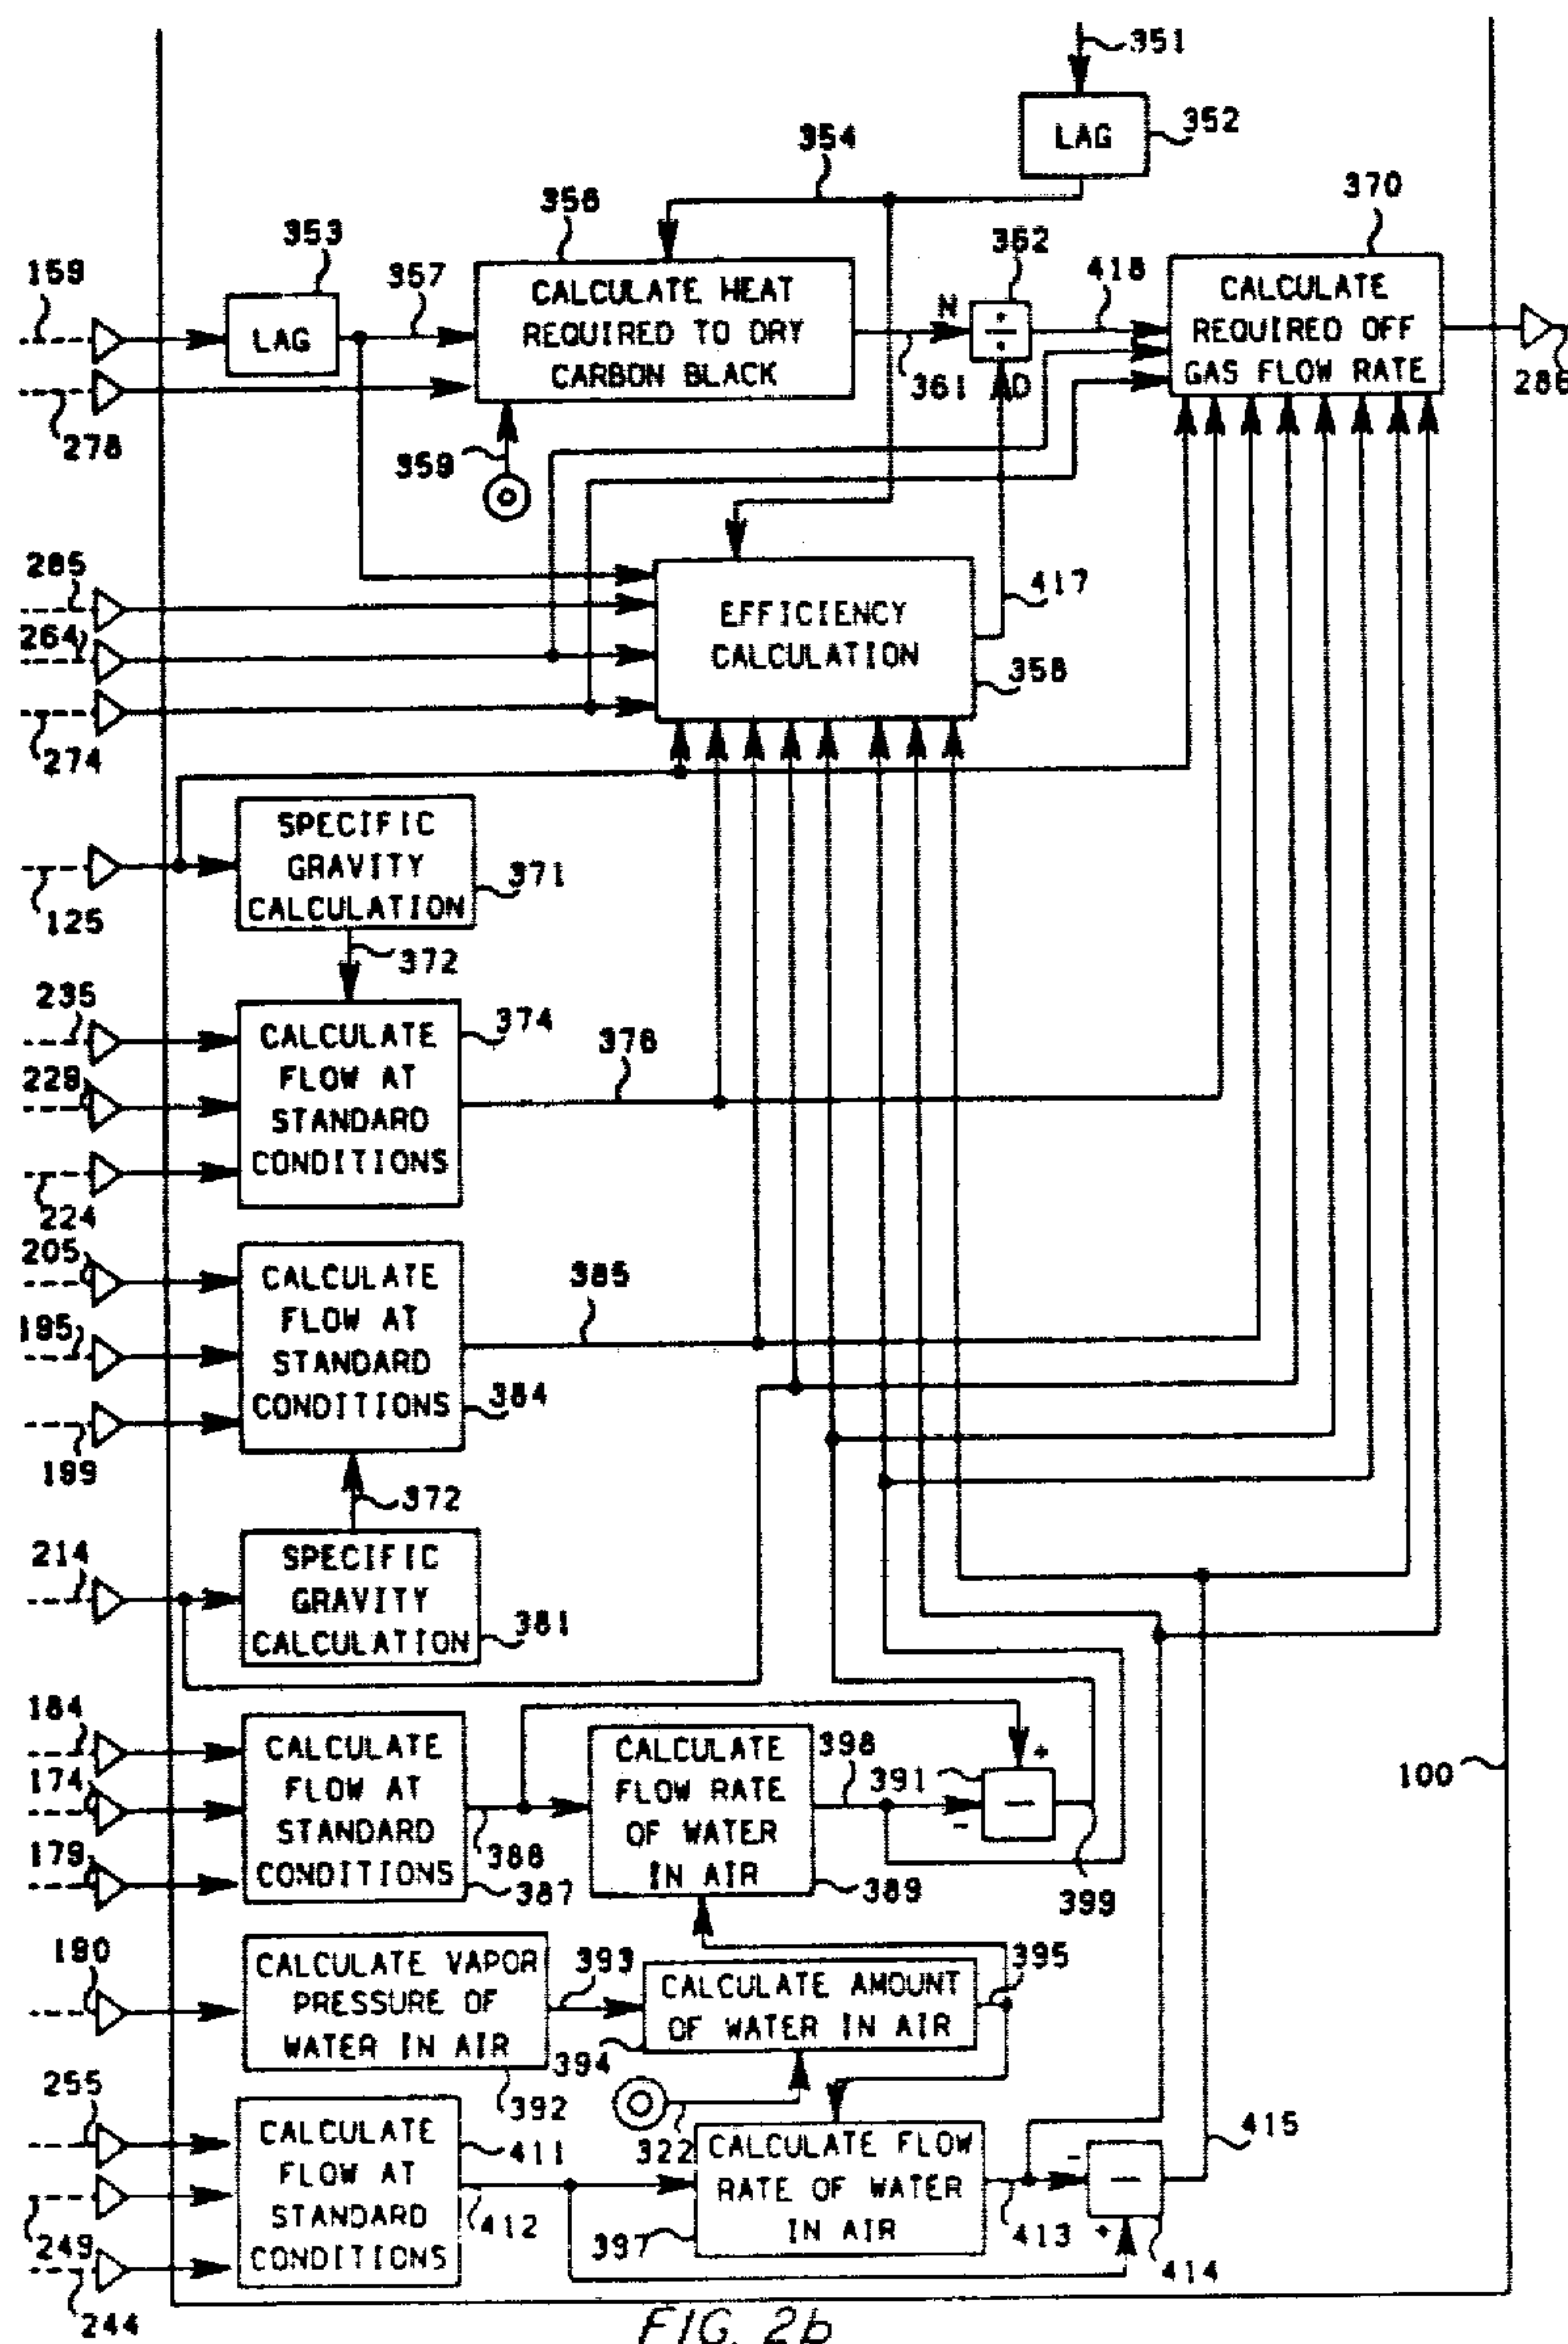 351
LAG
352
354
356
370
353
362
159
357
418
LAG
CALCULATE HEAT
REQUIRED TO DRY
CARBON BLACK
N
÷
D
CALCULATE
REQUIRED OFF
GAS FLOW RATE
361
286
278
359
285
417
264
EFFICIENCY
CALCULATION
358
274
SPECIFIC
GRAVITY
CALCULATION
371
125
372
235
374
CALCULATE
FLOW AT
STANDARD
CONDITIONS
376
229
224
205
CALCULATE
FLOW AT
STANDARD
CONDITIONS
385
195
384
199
372
214
SPECIFIC
GRAVITY
CALCULATION
381
184
CALCULATE
FLOW AT
STANDARD
CONDITIONS
CALCULATE
FLOW RATE
OF WATER
IN AIR
398
391
+
-
−
100
174
388
179
387
389
399
190
CALCULATE VAPOR
PRESSURE OF
WATER IN AIR
393
395
CALCULATE AMOUNT
OF WATER IN AIR
394
255
392
322
CALCULATE
FLOW AT
STANDARD
CONDITIONS
411
CALCULATE FLOW
RATE OF WATER
IN AIR
-
−
+
415
249
412
397
413
414
244
FIG. 2b